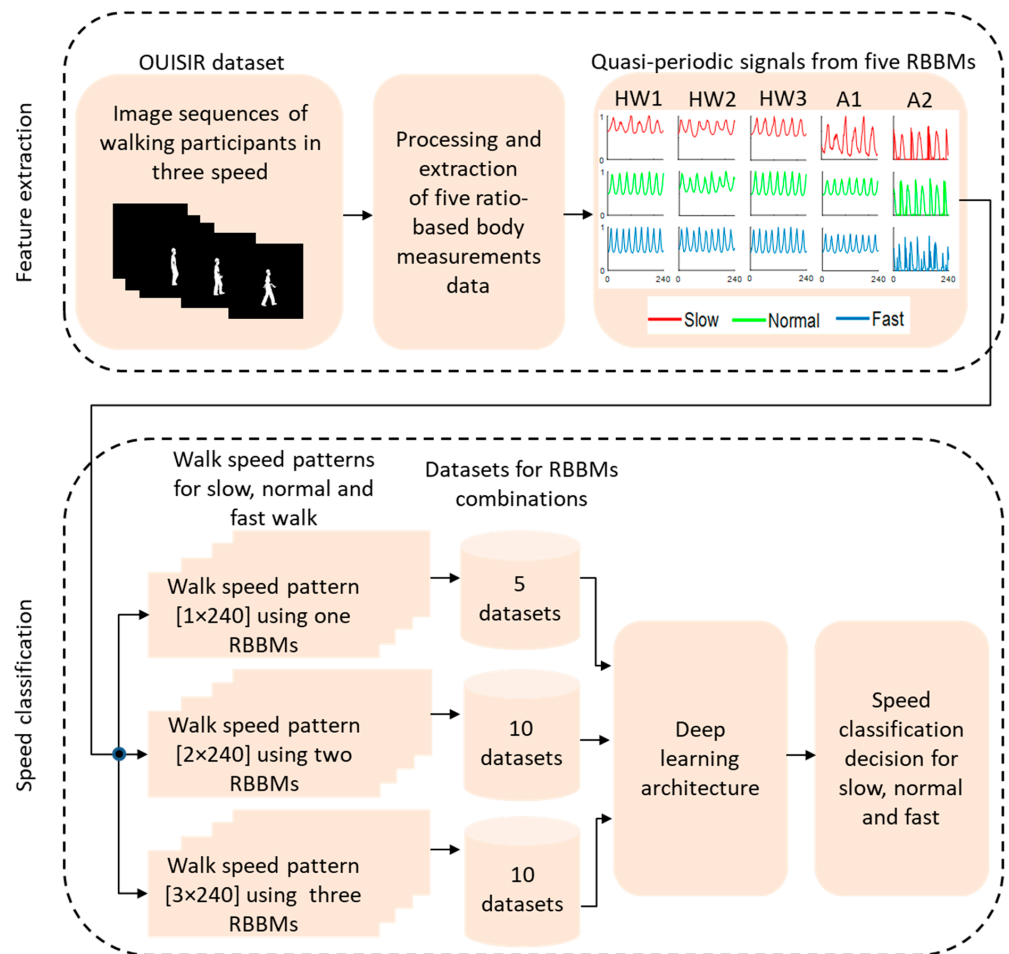 Feature extraction
OUISIR dataset
Image sequences of
walking participants in
three speed
Processing and
extraction
of five ratio-
based body
measurements
data
Quasi-periodic signals from five RBBMs
HW1 HW2 HW3 A1 A2
1
0
1
0
1
0
0 240 0 240 0 240 0 240 0 240
Slow Normal Fast
Speed classification
Walk speed patterns
for slow, normal and
fast walk
Datasets for RBBMs
combinations
Walk speed pattern
[1×240] using one
RBBMs
5
datasets
Walk speed pattern
[2×240] using two
RBBMs
10
datasets
Walk speed pattern
[3×240] using three
RBBMs
10
datasets
Deep
learning
architecture
Speed
classification
decision for
slow, normal
and fast